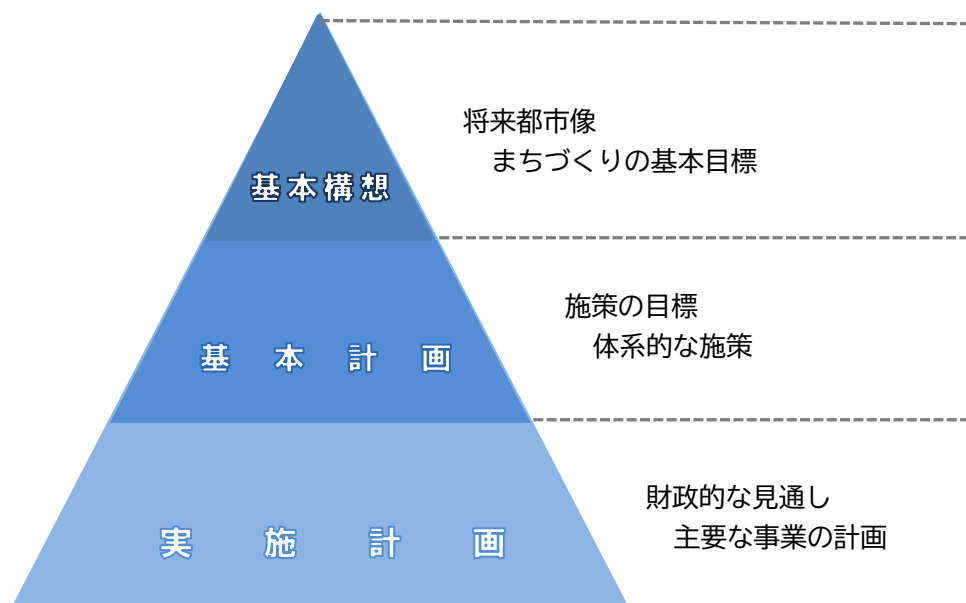 将来都市像
まちづくりの基本目標
基本構想
施策の目標
体系的な施策
基本計画
財政的な見通し
主要な事業の計画
実施計画